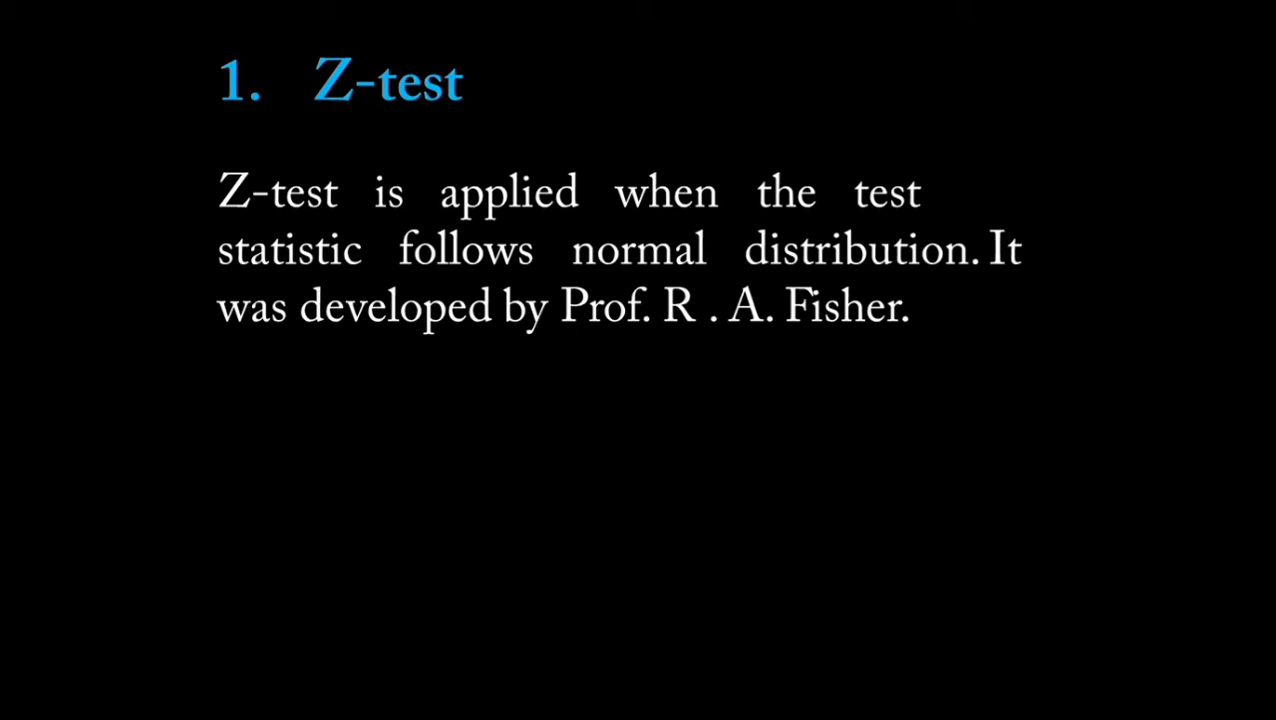 1. Z-test
Z-test is applied when the test
statistic follows normal distribution. It
was developed by Prof. R . A. Fisher.